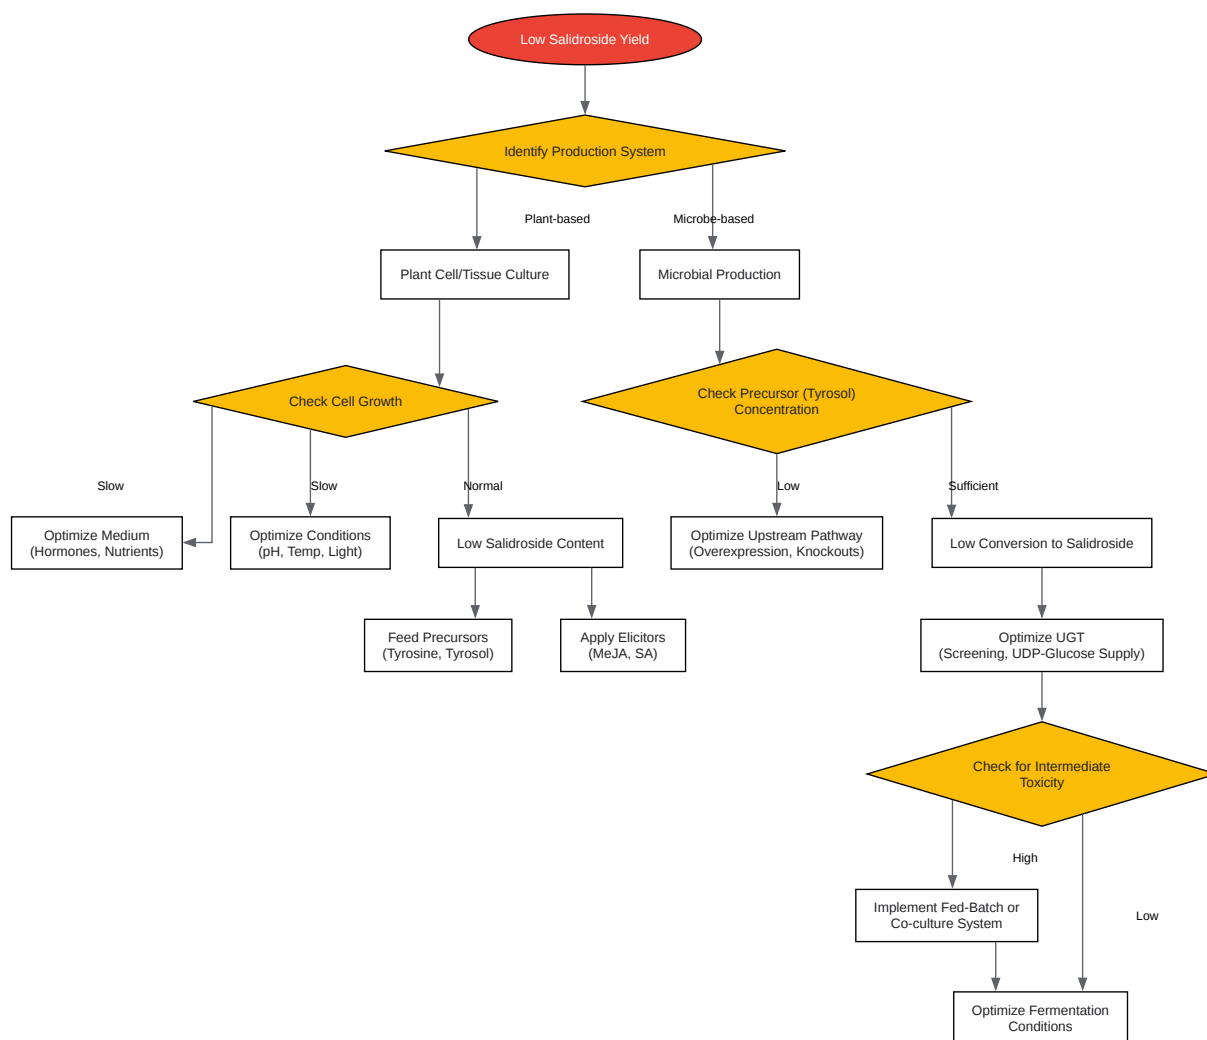 Low Salidroside Yield
Identify Production System
Plant-based
Microbe-based
Plant Cell/Tissue Culture
Microbial Production
Check Cell Growth
Check Precursor (Tyrosol)
Concentration
Slow
Slow
Normal
Low
Sufficient
Optimize Medium
(Hormones, Nutrients)
Optimize Conditions
(pH, Temp, Light)
Low Salidroside Content
Optimize Upstream Pathway
(Overexpression, Knockouts)
Low Conversion to Salidroside
Feed Precursors
(Tyrosine, Tyrosol)
Apply Elicitors
(MeJA, SA)
Optimize UGT
(Screening, UDP-Glucose Supply)
Check for Intermediate
Toxicity
High
Low
Implement Fed-Batch or
Co-culture System
Optimize Fermentation
Conditions